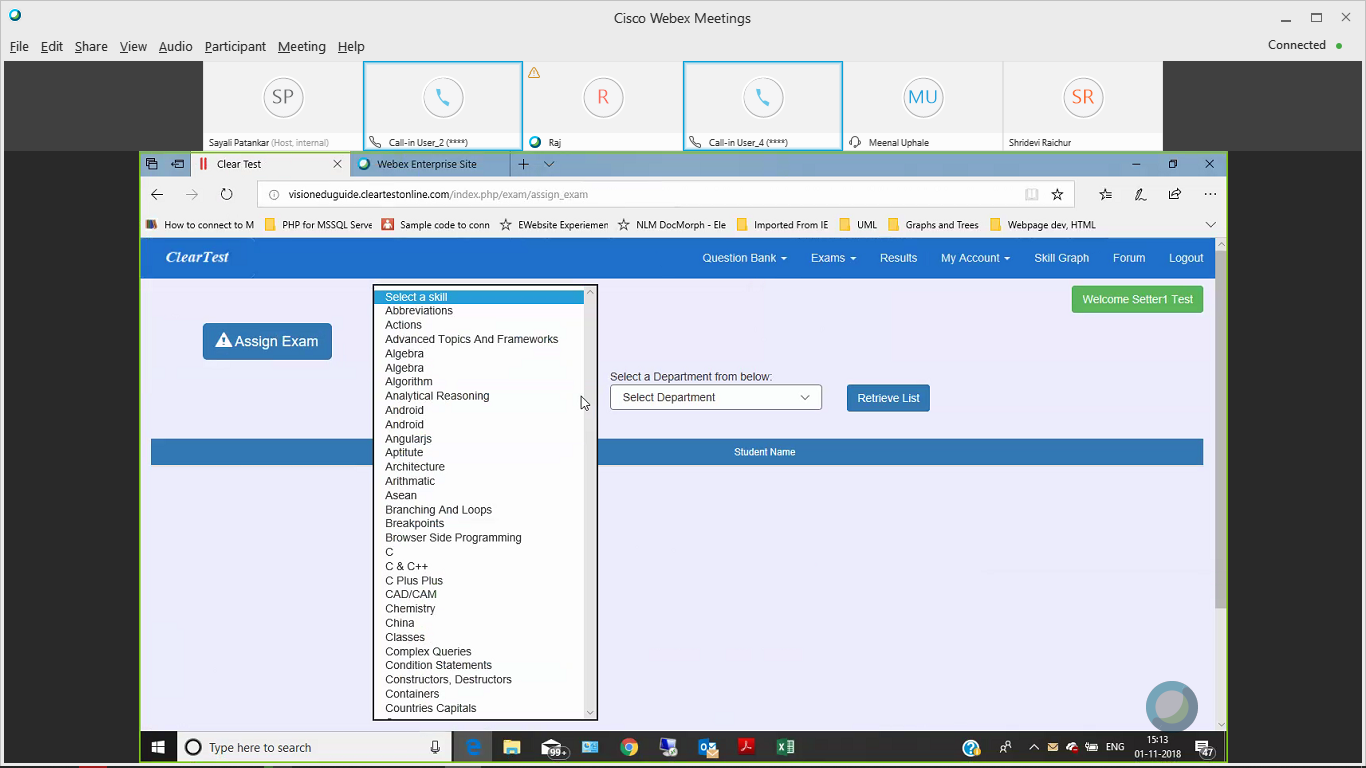 Cisco Webex Meetings
File Edit Share View Audio Participant Meeting Help
Connected
SP
R
MU
SR
Sayali Patankar (Host, internal)
Call-in User_2 (****)
Raj
Call-in User_4 (****)
Meenal Uphale
Shridevi Raichur
Clear Test
Webex Enterprise Site
visioneduguide.cleartestonline.com/index.php/exam/assign_exam
How to connect to M
PHP for MSSQL Serve
Sample code to conn
EWebsite Experiemen
NLM DocMorph - Ele
Imported From IE
UML
Graphs and Trees
Webpage dev, HTML
ClearTest
Question Bank
Exams
Results
My Account
Skill Graph
Forum
Logout
Welcome Setter1 Test
Assign Exam
Select a skill
Abbreviations
Actions
Advanced Topics And Frameworks
Algebra
Algebra
Algorithm
Analytical Reasoning
Android
Android
Angularjs
Aptitute
Architecture
Arithmatic
Asean
Branching And Loops
Breakpoints
Browser Side Programming
C
C & C++
C Plus Plus
CAD/CAM
Chemistry
China
Classes
Complex Queries
Condition Statements
Constructors, Destructors
Containers
Countries Capitals
Select a Department from below:
Select Department
Retrieve List
Student Name
Type here to search
99+
ENG
15:13
01-11-2018
47